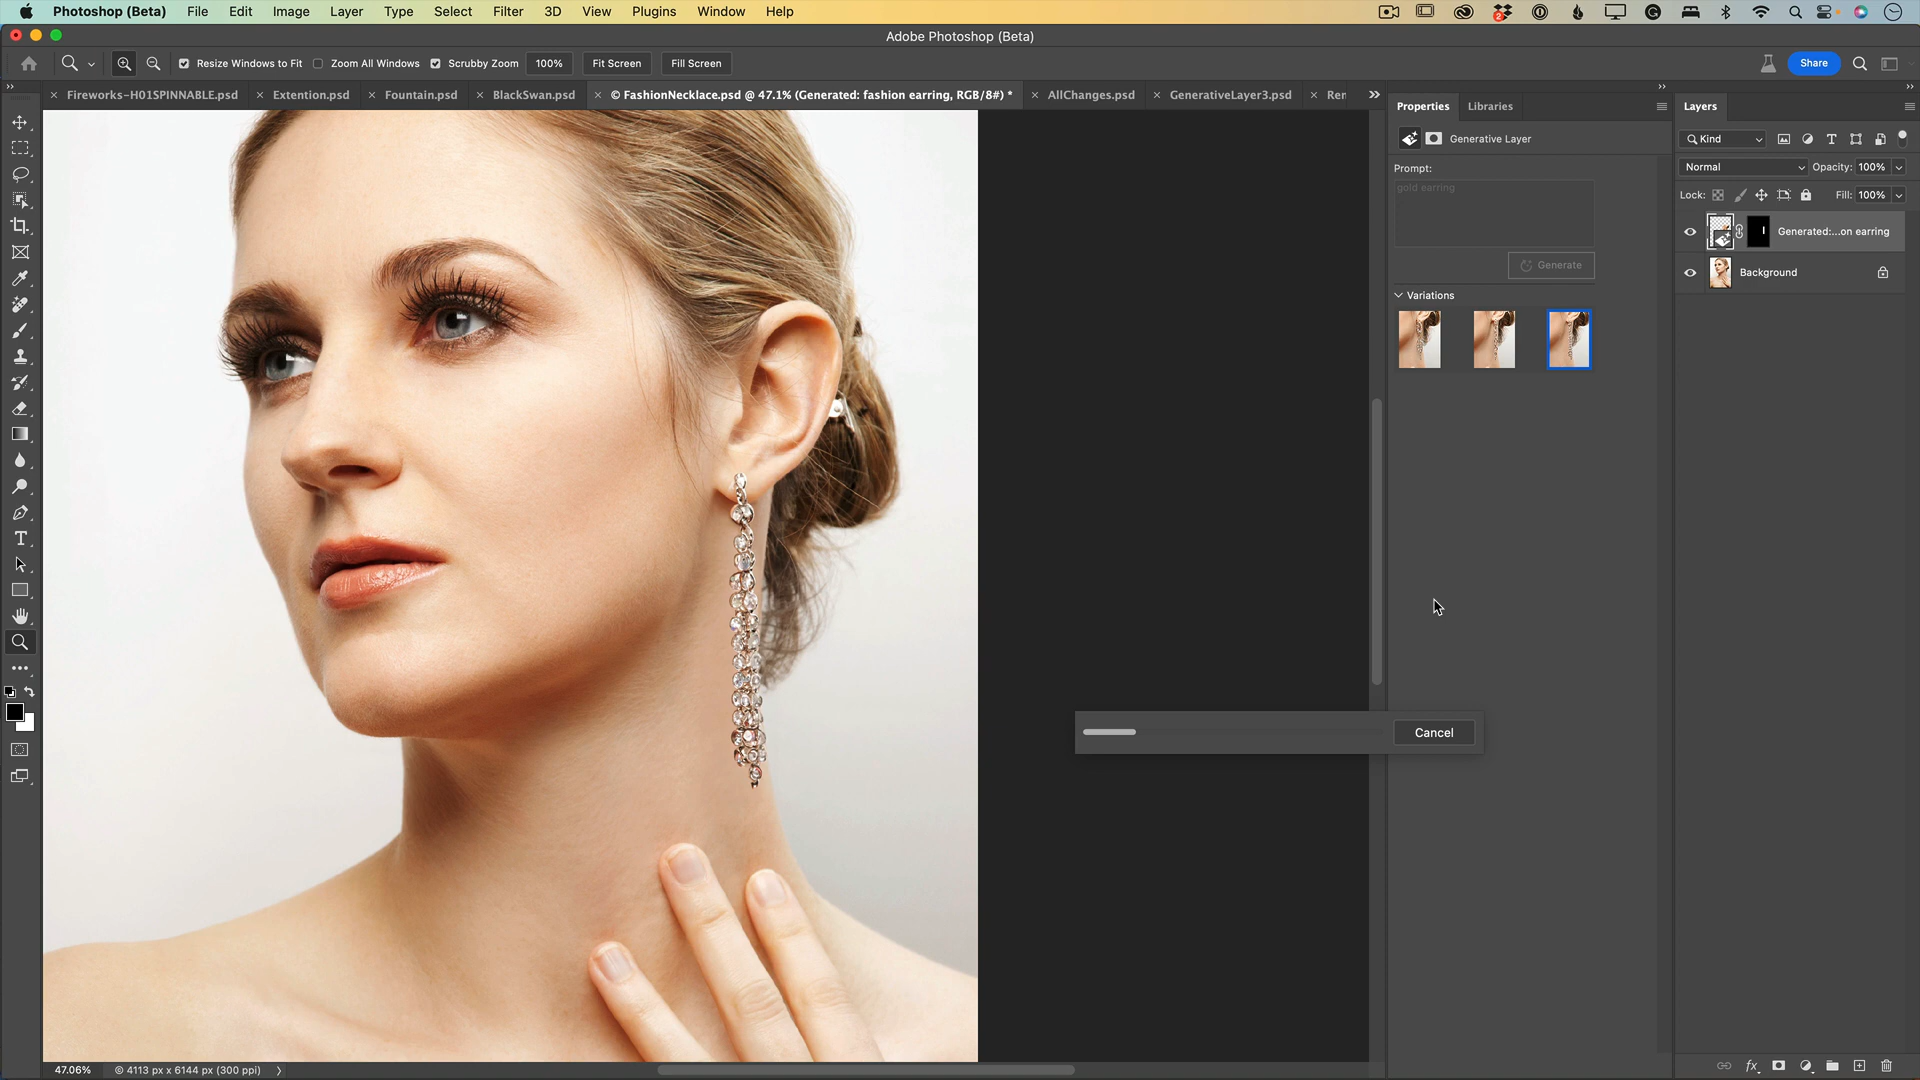 Photoshop (Beta) File Edit Image Layer Type Select Filter 3D View Plugins Window Help
2
Adobe Photoshop (Beta)
Resize Windows to Fit Zoom All Windows Scrubby Zoom 100% Fit Screen Fill Screen Share
Fireworks-H01SPINNABLE.psd Extention.psd Fountain.psd BlackSwan.psd © FashionNecklace.psd @ 47.1% (Generated: fashion earring, RGB/8#) * AllChanges.psd GenerativeLayer3.psd Ren
Properties Libraries
Layers
Generative Layer
Kind
Prompt:
gold earring
Normal Opacity: 100%
Lock: Fill: 100%
Generated:...on earring
Generate
Background
Variations
Cancel
47.06% © 4113 px x 6144 px (300 ppi)